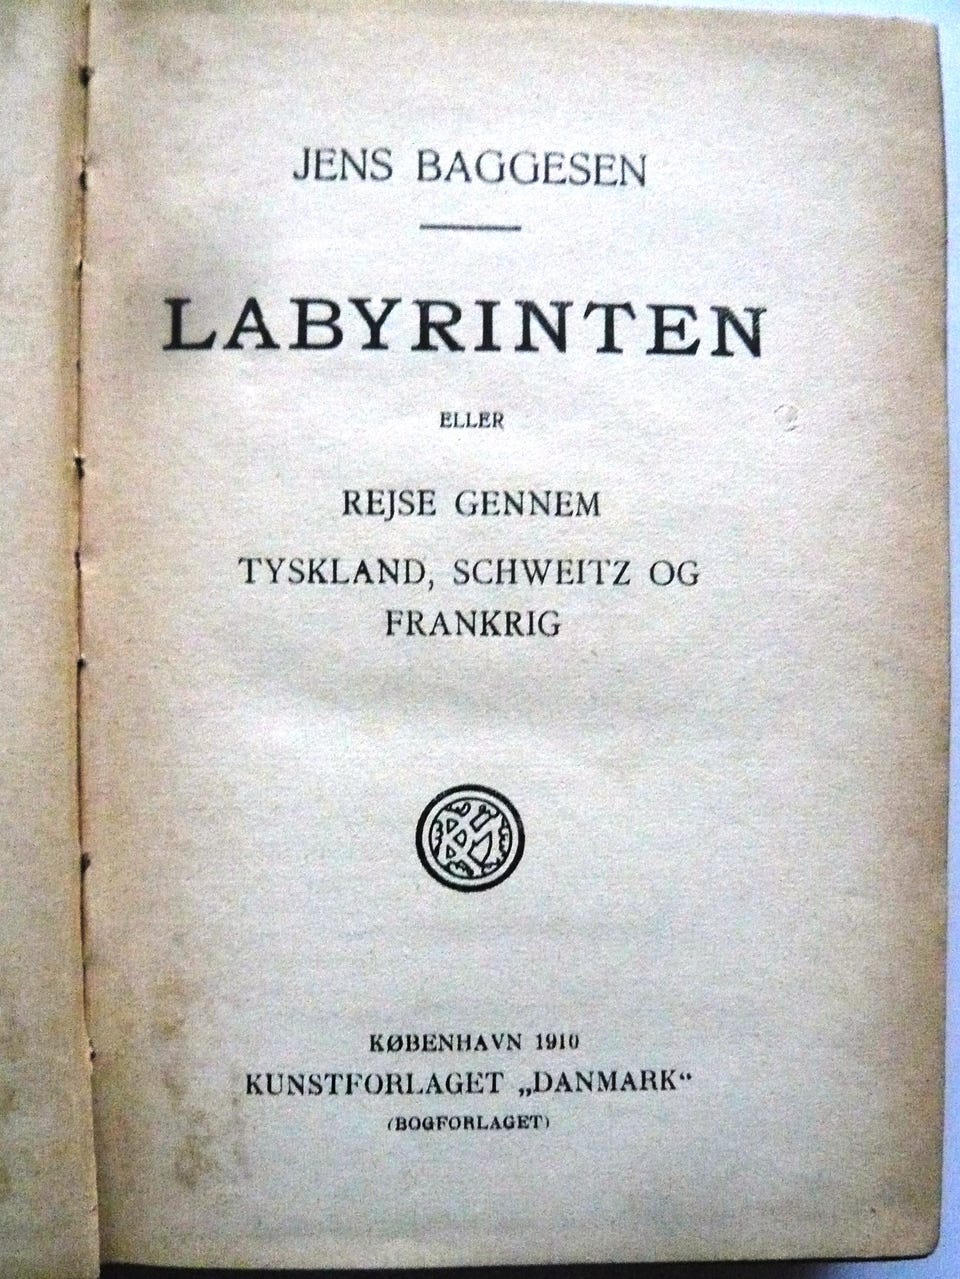 JENS BAGGESEN
LABYRINTEN
ELLER
REJSE GENNEM
TYSKLAND, SCHWEITZ OG
FRANKRIG
KØBENHAVN 1910
KUNSTFORLAGET „DANMARK“
(BOGFORLAGET)